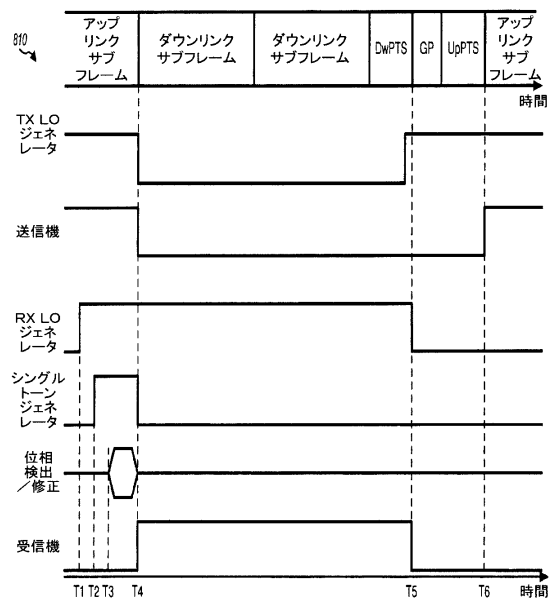 810
アップ
リンク
サブ
フレーム
ダウンリンク
サブフレーム
ダウンリンク
サブフレーム
DwPTS
GP
UpPTS
アップ
リンク
サブ
フレーム
時間
TX LO
ジェネ
レータ
送信機
RX LO
ジェネ
レータ
シングル
トーン
ジェネ
レータ
位相
検出
/修正
受信機
T1 T2 T3 T4 T5 T6 時間